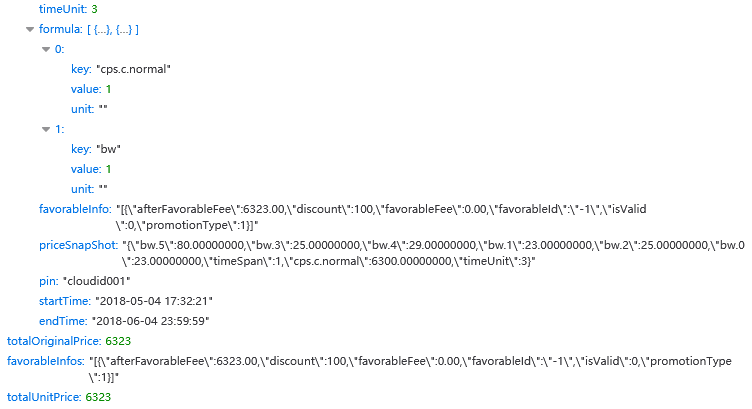 timeUnit: 3
formula: [ {…}, {…} ]
0:
key: "cps.c.normal"
value: 1
unit: ""
1:
key: "bw"
value: 1
unit: ""
favorableInfo: "[{\"afterFavorableFee\":6323.00,\"discount\":100,\"favorableFee\":0.00,\"favorableId\":\"-1\",\"isValid
\":0,\"promotionType\":1}]"
priceSnapShot: "{\"bw.5\":80.00000000,\"bw.3\":25.00000000,\"bw.4\":29.00000000,\"bw.1\":23.00000000,\"bw.2\":25.00000000,\"bw.0
\":23.00000000,\"timeSpan\":1,\"cps.c.normal\":6300.00000000,\"timeUnit\":3}"
pin: "cloudid001"
startTime: "2018-05-04 17:32:21"
endTime: "2018-06-04 23:59:59"
totalOriginalPrice: 6323
favorableInfos: "[{\"afterFavorableFee\":6323.00,\"discount\":100,\"favorableFee\":0.00,\"favorableId\":\"-1\",\"isValid\":0,\"promotionType
\":1}]"
totalUnitPrice: 6323